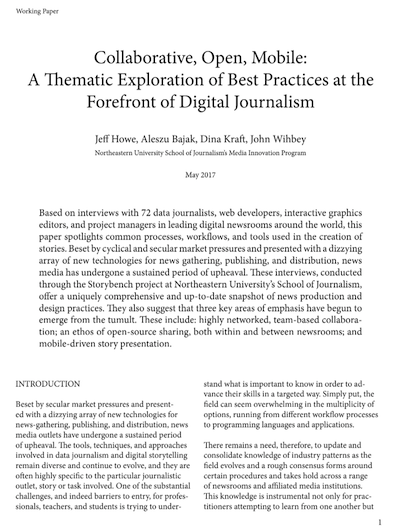 Working Paper
Collaborative, Open, Mobile:
A Thematic Exploration of Best Practices at the
Forefront of Digital Journalism
Jeff Howe, Aleszu Bajak, Dina Kraft, John Wihbey
Northeastern University School of Journalism's Media Innovation Program
May 2017
Based on interviews with 72 data journalists, web developers, interactive graphics
editors, and project managers in leading digital newsrooms around the world, this
paper spotlights common processes, workflows, and tools used in the creation of
stories. Beset by cyclical and secular market pressures and presented with a dizzying
array of new technologies for news gathering, publishing, and distribution, news
media has undergone a sustained period of upheaval. These interviews, conducted
through the Storybench project at Northeastern University's School of Journalism,
offer a uniquely comprehensive and up-to-date snapshot of news production and
design practices. They also suggest that three key areas of emphasis have begun to
emerge from the tumult. These include: highly networked, team-based collabora-
tion; an ethos of open-source sharing, both within and between newsrooms; and
mobile-driven story presentation.
INTRODUCTION
Beset by secular market pressures and present-
ed with a dizzying array of new technologies for
news-gathering, publishing, and distribution, news
media outlets have undergone a sustained period
of upheaval. The tools, techniques, and approaches
involved in data journalism and digital storytelling
remain diverse and continue to evolve, and they are
often highly specific to the particular journalistic
outlet, story or task involved. One of the substantial
challenges, and indeed barriers to entry, for profes-
sionals, teachers, and students is trying to under-
stand what is important to know in order to ad-
vance their skills in a targeted way. Simply put, the
field can seem overwhelming in the multiplicity of
options, running from different workflow processes
to programming languages and applications.
There remains a need, therefore, to update and
consolidate knowledge of industry patterns as the
field evolves and a rough consensus forms around
certain procedures and takes hold across a range
of newsrooms and affiliated media institutions.
This knowledge is instrumental not only for prac-
titioners attempting to learn from one another but
1